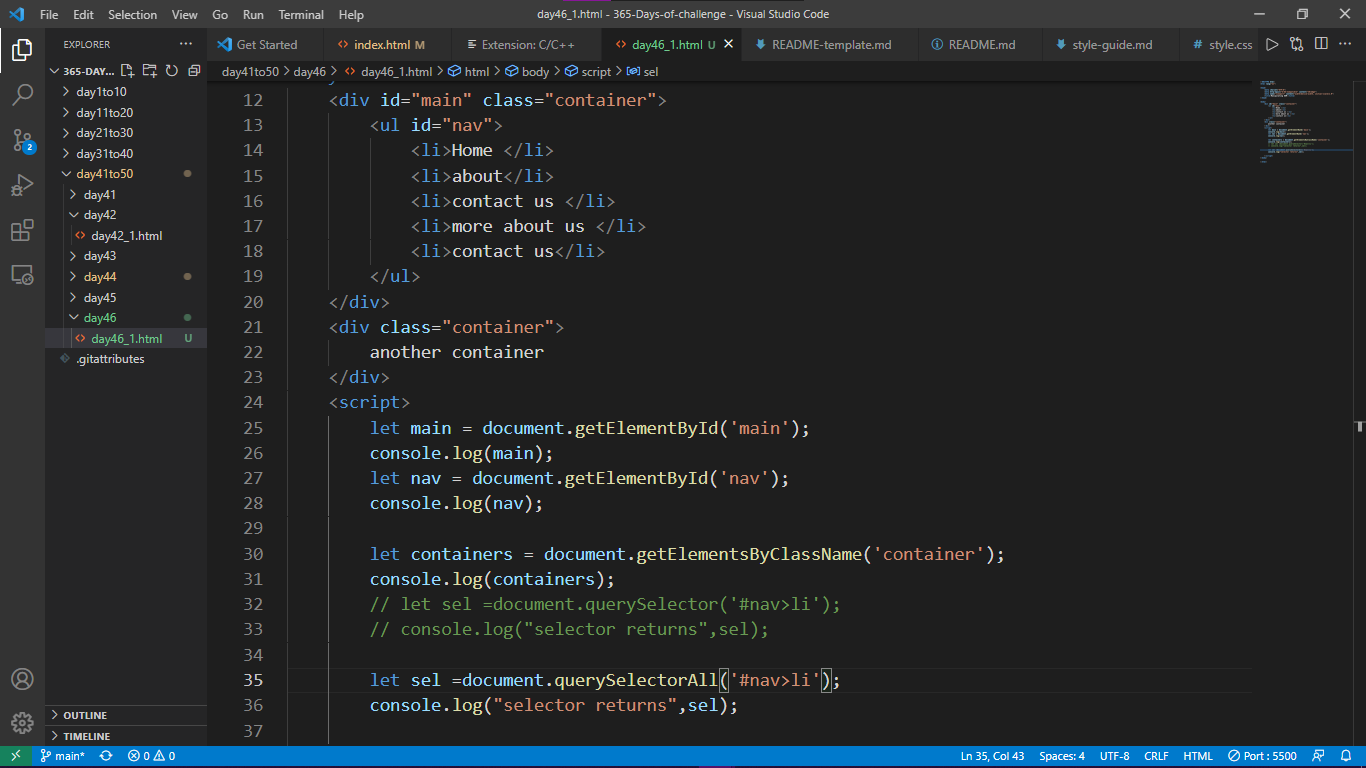 File Edit Selection View Go Run Terminal Help day46_1.html - 365-Days-of-challenge - Visual Studio Code
EXPLORER
Get Started index.html M Extension: C/C++ day46_1.html U README-template.md README.md style-guide.md # style.css
365-DAY...
day41to50 > day46 > day46_1.html > html > body > script > sel
day1to10
day11to20
day21to30
day31to40
day41to50
day41
day42
day42_1.html
day43
day44
day45
day46
day46_1.html U
.gitattributes
2
OUTLINE
TIMELINE
12 <div id="main" class="container">
13 <ul id="nav">
14 <li>Home </li>
15 <li>about</li>
16 <li>contact us </li>
17 <li>more about us </li>
18 <li>contact us</li>
19 </ul>
20 </div>
21 <div class="container">
22 another container
23 </div>
24 <script>
25 let main = document.getElementById('main');
26 console.log(main);
27 let nav = document.getElementById('nav');
28 console.log(nav);
29
30 let containers = document.getElementsByClassName('container');
31 console.log(containers);
32 // let sel =document.querySelector('#nav>li');
33 // console.log("selector returns",sel);
34
35 let sel =document.querySelectorAll('#nav>li');
36 console.log("selector returns",sel);
37
main* 0 0 Ln 35, Col 43 Spaces: 4 UTF-8 CRLF HTML Port : 5500